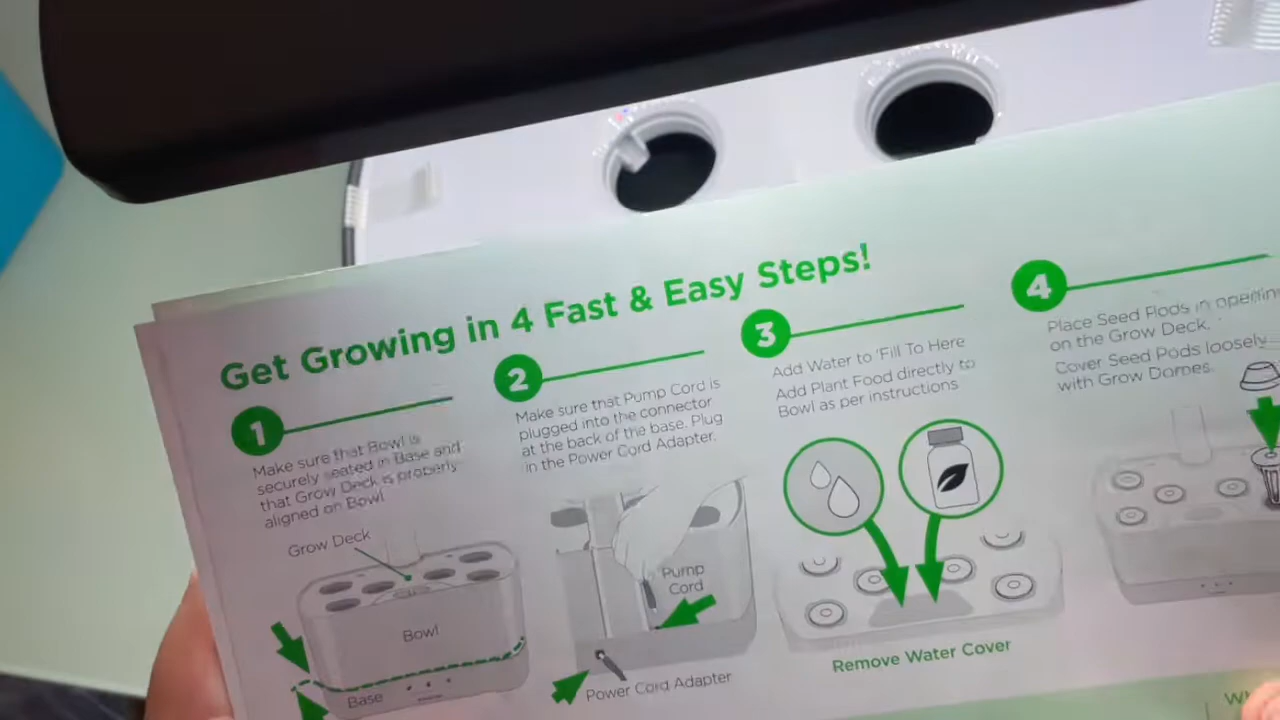 Get Growing in 4 Fast & Easy Steps!
1
Make sure that Bowl is
securely seated in Base and
that Grow Deck is properly
aligned on Bowl
Grow Deck
Bowl
Base
2
Make sure that Pump Cord is
plugged into the connector
at the back of the base. Plug
in the Power Cord Adapter.
Pump
Cord
Power Cord Adapter
3
Add Water to 'Fill To Here
Add Plant Food directly to
Bowl as per instructions
Remove Water Cover
4
Place Seed Pods in
on the Grow Deck.
Cover Seed Pods loosely
with Grow Domes.